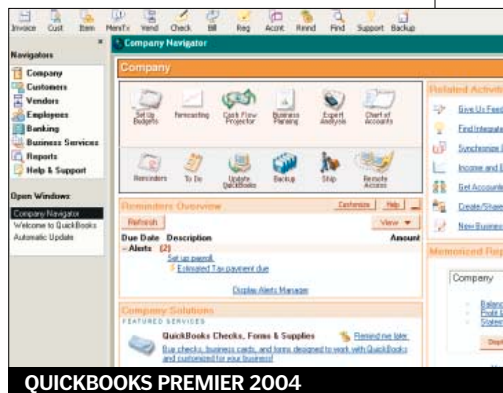 Invoice Cust Item MemTx Vend Check Bill Reg Accnt Rmnd Find Support Backup
Company Navigator
Navigators
Company
Customers
Vendors
Employees
Banking
Business Services
Reports
Help & Support
Open Windows:
Company Navigator
Welcome to QuickBooks
Automatic Update
Company
Set Up Budgets
Forecasting
Cash Flow Projector
Business Planning
Expert Analysis
Chart of Accounts
Reminders
To Do
Update QuickBooks
Backup
Ship
Remote Access
Reminders Overview
Customize Help
Refresh
View
Due Date Description Amount
- Alerts (2)
Set up payroll.
Estimated Tax payment due
Display Alerts Manager
Company Solutions
FEATURED SERVICES
QuickBooks Checks, Forms & Supplies
Remind me later.
Buy checks, business cards, and forms designed to work with QuickBooks
and customized for your business!
Related Activiti
Give Us Feed
Find Integrate
Synchronize
Income and E
Get Accounts
Create/Share
New Business
Memorized Rep
Company
Balanc
Profit &
QUICKBOOKS PREMIER 2004